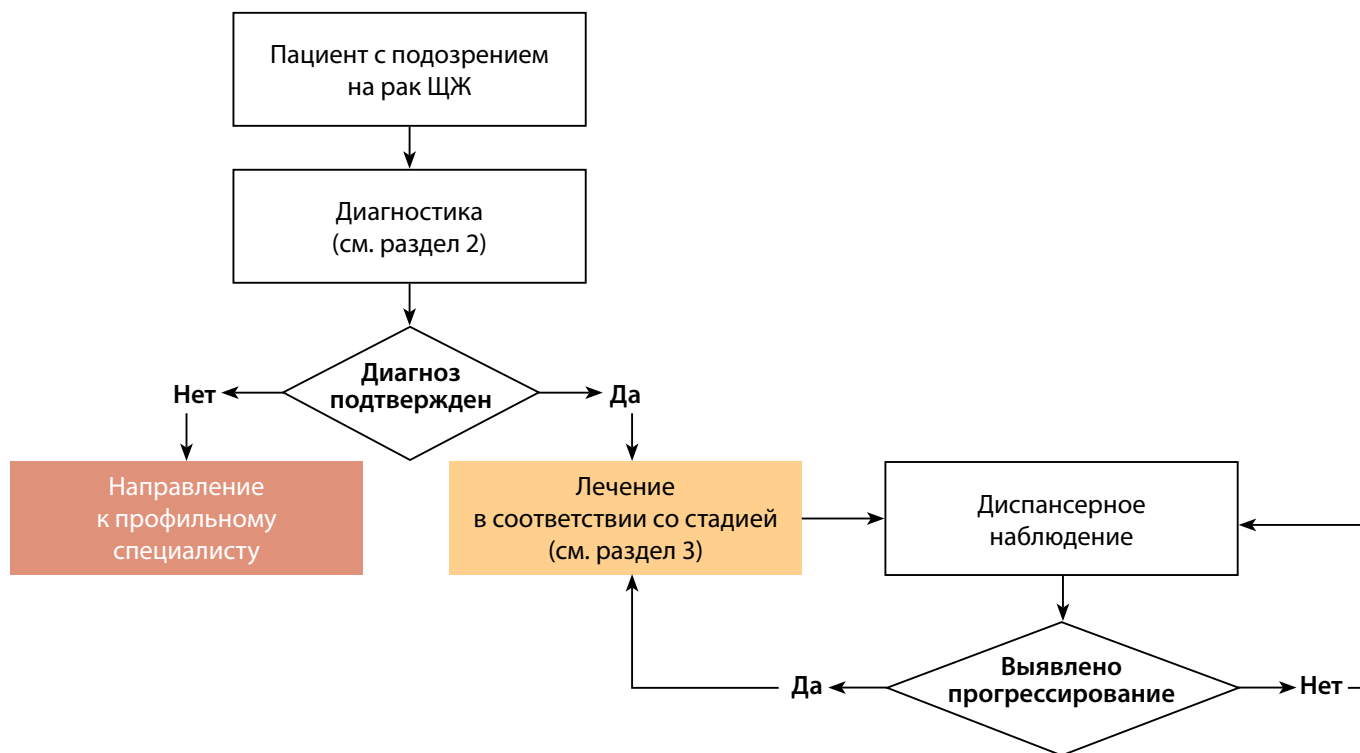 Пациент с подозрением
на рак ЩЖ
Диагностика
(см. раздел 2)
Диагноз
подтвержден
Нет
Да
Направление
к профильному
специалисту
Лечение
в соответствии со стадией
(см. раздел 3)
Диспансерное
наблюдение
Выявлено
прогрессирование
Да
Нет